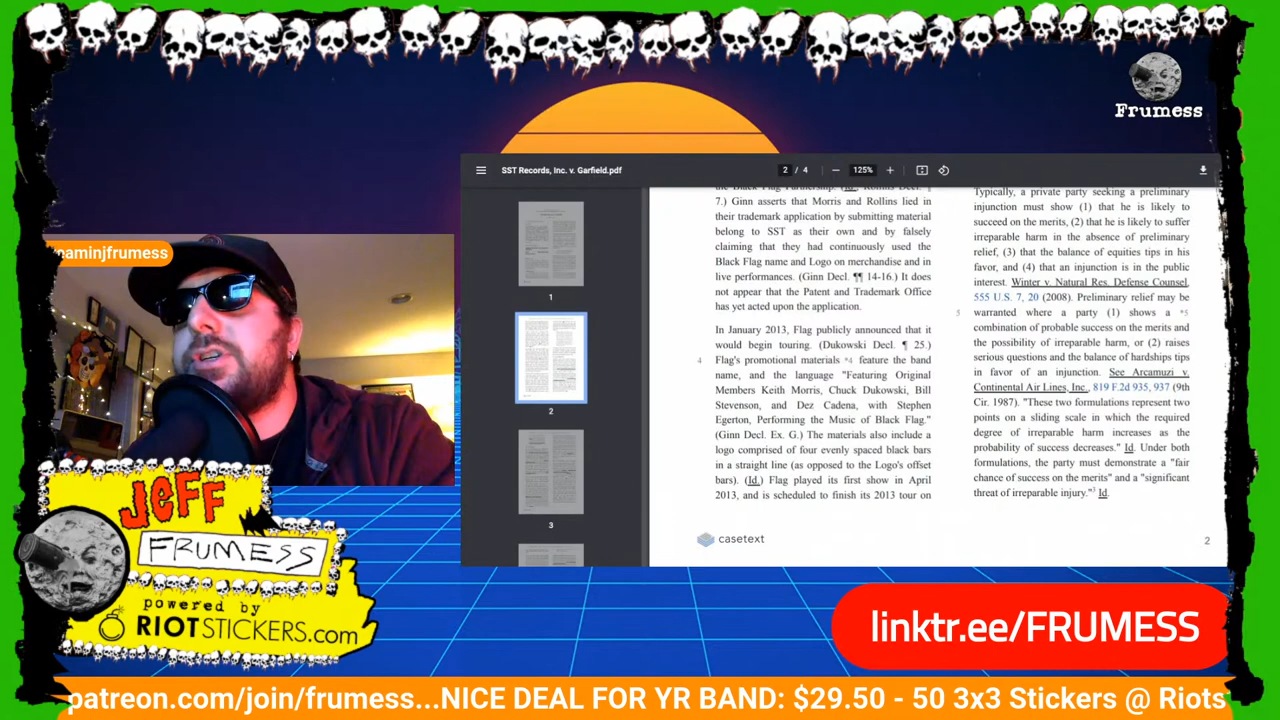 Frumess
SST Records, Inc. v. Garfield.pdf
2 / 4
125%
eaminjfrumess
1
2
3
the Black Flag Partnership. (Id., Rollins Decl. ¶
7.) Ginn asserts that Morris and Rollins lied in
their trademark application by submitting material
belong to SST as their own and by falsely
claiming that they had continuously used the
Black Flag name and Logo on merchandise and in
live performances. (Ginn Decl. ¶¶ 14-16.) It does
not appear that the Patent and Trademark Office
has yet acted upon the application.
In January 2013, Flag publicly announced that it
would begin touring. (Dukowski Decl. ¶ 25.)
4 Flag's promotional materials *4 feature the band
name, and the language "Featuring Original
Members Keith Morris, Chuck Dukowski, Bill
Stevenson, and Dez Cadena, with Stephen
Egerton, Performing the Music of Black Flag."
(Ginn Decl. Ex. G.) The materials also include a
logo comprised of four evenly spaced black bars
in a straight line (as opposed to the Logo's offset
bars). (Id.) Flag played its first show in April
2013, and is scheduled to finish its 2013 tour on
Typically, a private party seeking a preliminary
injunction must show (1) that he is likely to
succeed on the merits, (2) that he is likely to suffer
irreparable harm in the absence of preliminary
relief, (3) that the balance of equities tips in his
favor, and (4) that an injunction is in the public
interest. Winter v. Natural Res. Defense Counsel,
555 U.S. 7, 20 (2008). Preliminary relief may be
5 warranted where a party (1) shows a *5
combination of probable success on the merits and
the possibility of irreparable harm, or (2) raises
serious questions and the balance of hardships tips
in favor of an injunction. See Arcamuzi v.
Continental Air Lines, Inc., 819 F.2d 935, 937 (9th
Cir. 1987). "These two formulations represent two
points on a sliding scale in which the required
degree of irreparable harm increases as the
probability of success decreases." Id. Under both
formulations, the party must demonstrate a "fair
chance of success on the merits" and a "significant
threat of irreparable injury."3 Id.
casetext
2
JEFF
FRUMESS
powered by
RIOTSTICKERS.com
linktr.ee/FRUMESS
patreon.com/join/frumess...NICE DEAL FOR YR BAND: $29.50 - 50 3x3 Stickers @ Riots